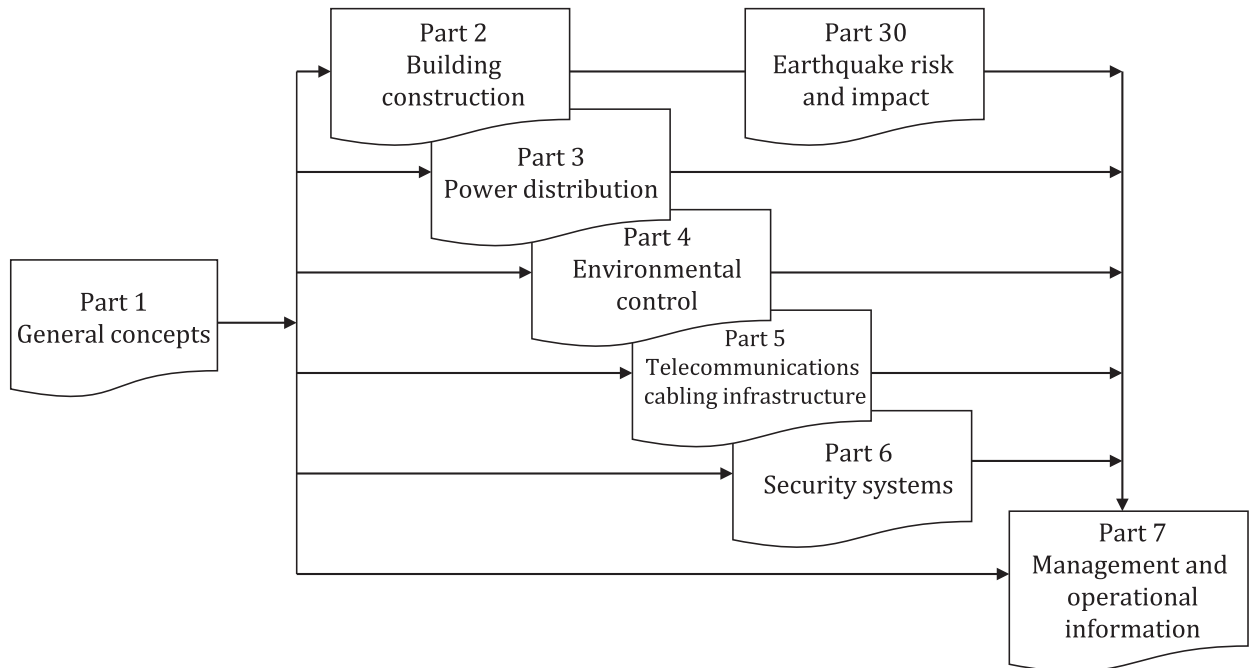 Part 2
Building
construction
Part 30
Earthquake risk
and impact
Part 3
Power distribution
Part 4
Environmental
control
Part 1
General concepts
Part 5
Telecommunications
cabling infrastructure
Part 6
Security systems
Part 7
Management and
operational
information